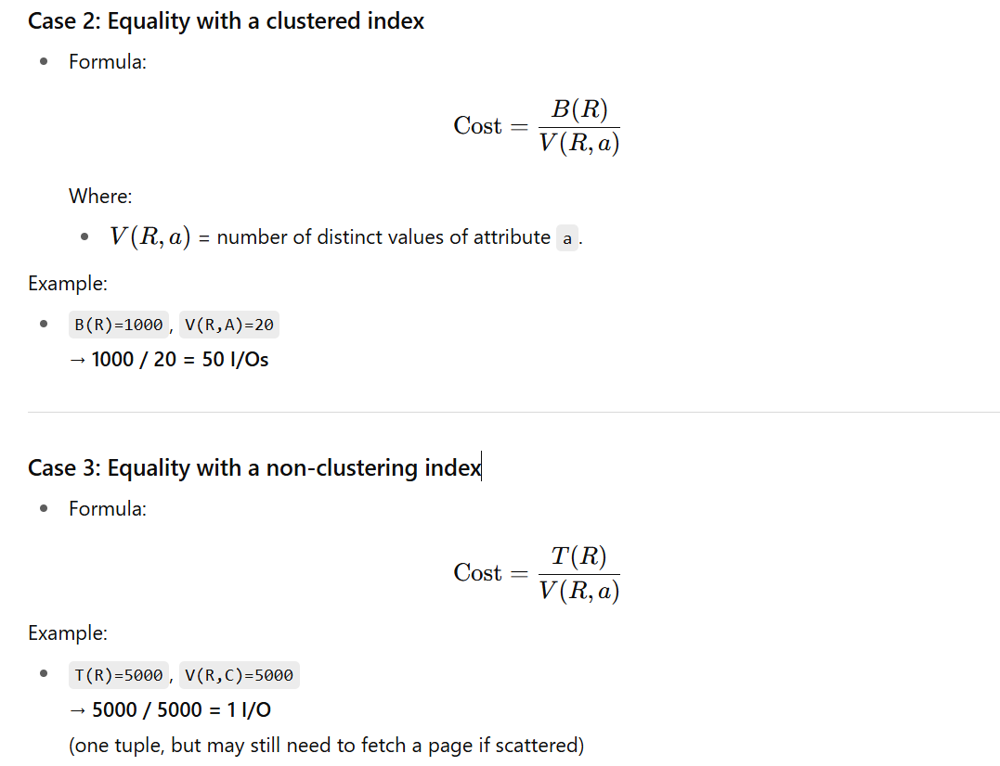 Case 2: Equality with a clustered index
• Formula:
Cost = B(R) / V(R, a)
Where:
• V(R, a) = number of distinct values of attribute a.
Example:
• B(R)=1000, V(R,A)=20
→ 1000 / 20 = 50 I/Os
Case 3: Equality with a non-clustering index
• Formula:
Cost = T(R) / V(R, a)
Example:
• T(R)=5000, V(R,C)=5000
→ 5000 / 5000 = 1 I/O
(one tuple, but may still need to fetch a page if scattered)